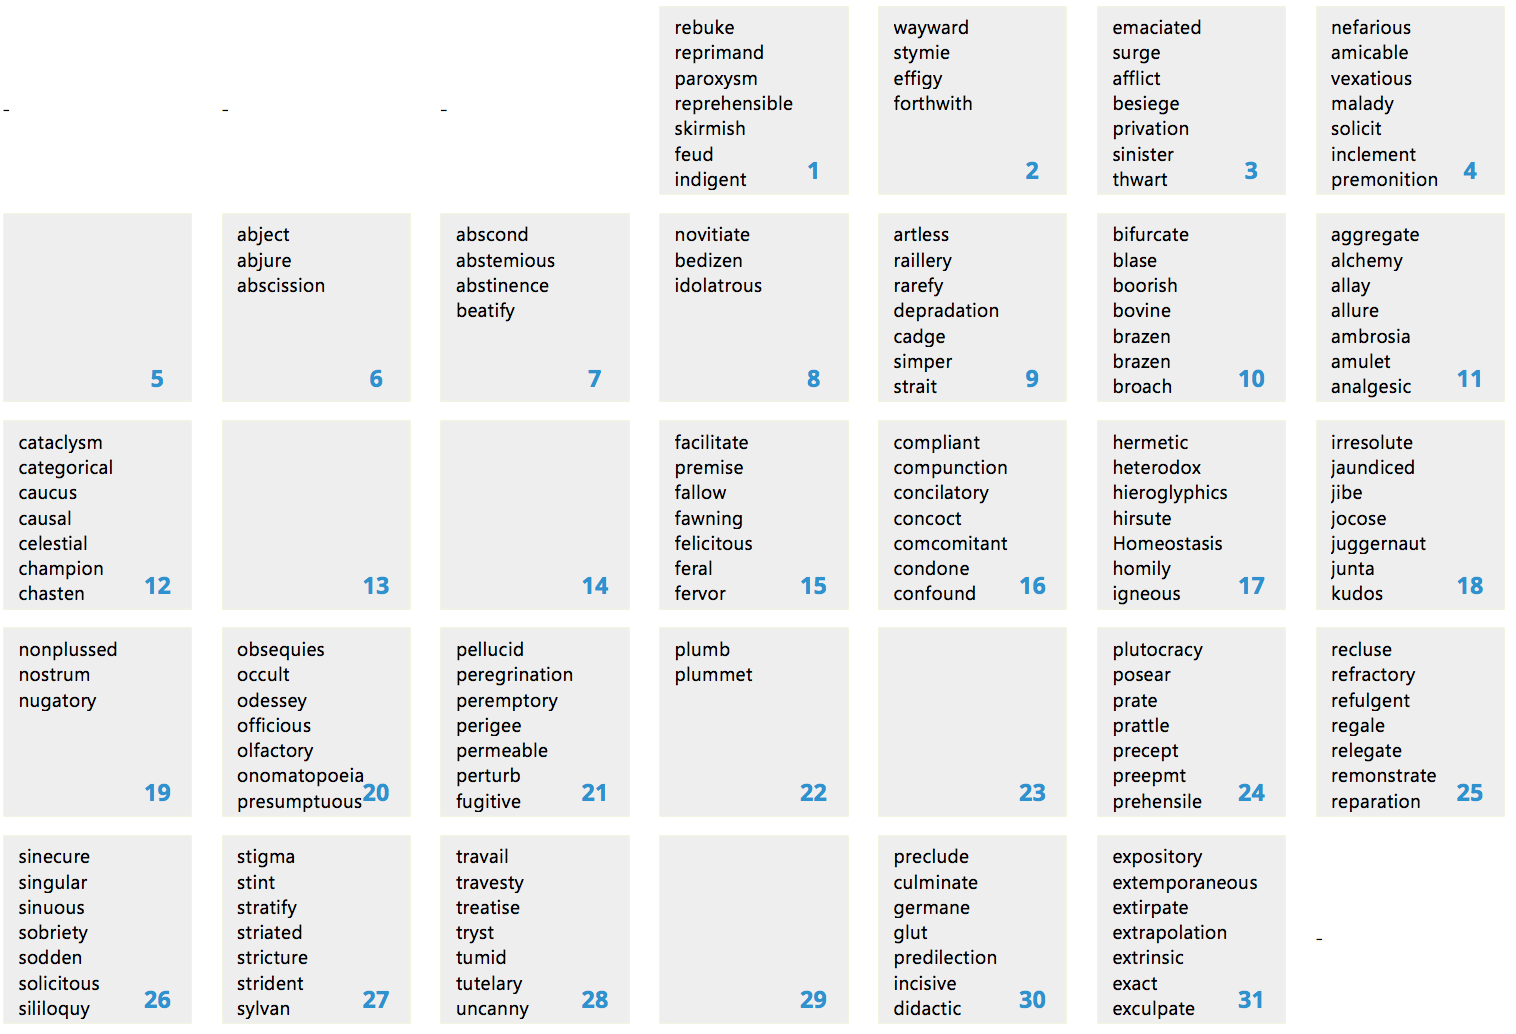 -
-
-
rebuke
reprimand
paroxysm
reprehensible
skirmish
feud
indigent
1
wayward
stymie
effigy
forthwith
2
emaciated
surge
afflict
besiege
privation
sinister
thwart
3
nefarious
amicable
vexatious
malady
solicit
inclement
premonition
4
5
abject
abjure
abscission
6
abscond
abstemious
abstinence
beatify
7
novitiate
bedizen
idolatrous
8
artless
raillery
rarefy
depradation
cadge
simper
strait
9
bifurcate
blase
boorish
bovine
brazen
brazen
broach
10
aggregate
alchemy
allay
allure
ambrosia
amulet
analgesic
11
cataclysm
categorical
caucus
causal
celestial
champion
chasten
12
13
14
facilitate
premise
fallow
fawning
felicitous
feral
fervor
15
compliant
compunction
concilatory
concoct
comcomitant
condone
confound
16
hermetic
heterodox
hieroglyphics
hirsute
Homeostasis
homily
igneous
17
irresolute
jaundiced
jibe
jocose
juggernaut
junta
kudos
18
nonplussed
nostrum
nugatory
19
obsequies
occult
odessey
officious
olfactory
onomatopoeia
presumptuous
20
pellucid
peregrination
peremptory
perigee
permeable
perturb
fugitive
21
plumb
plummet
22
23
plutocracy
posear
prate
prattle
precept
preepmt
prehensile
24
recluse
refractory
refulgent
regale
relegate
remonstrate
reparation
25
sinecure
singular
sinuous
sobriety
sodden
solicitous
sililoquy
26
stigma
stint
stratify
striated
stricture
strident
sylvan
27
travail
travesty
treatise
tryst
tumid
tutelary
uncanny
28
29
preclude
culminate
germane
glut
predilection
incisive
didactic
30
expository
extemporaneous
extirpate
extrapolation
extrinsic
exact
exculpate
31
-